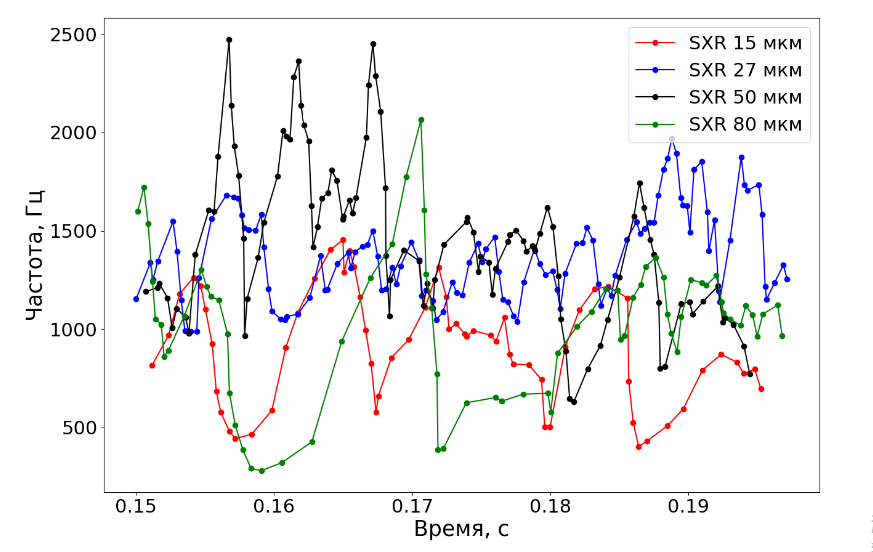 2500
2000
1500
1000
500
Частота, Гц
SXR 15 мкм
SXR 27 мкм
SXR 50 мкм
SXR 80 мкм
0.15 0.16 0.17 0.18 0.19
Время, с